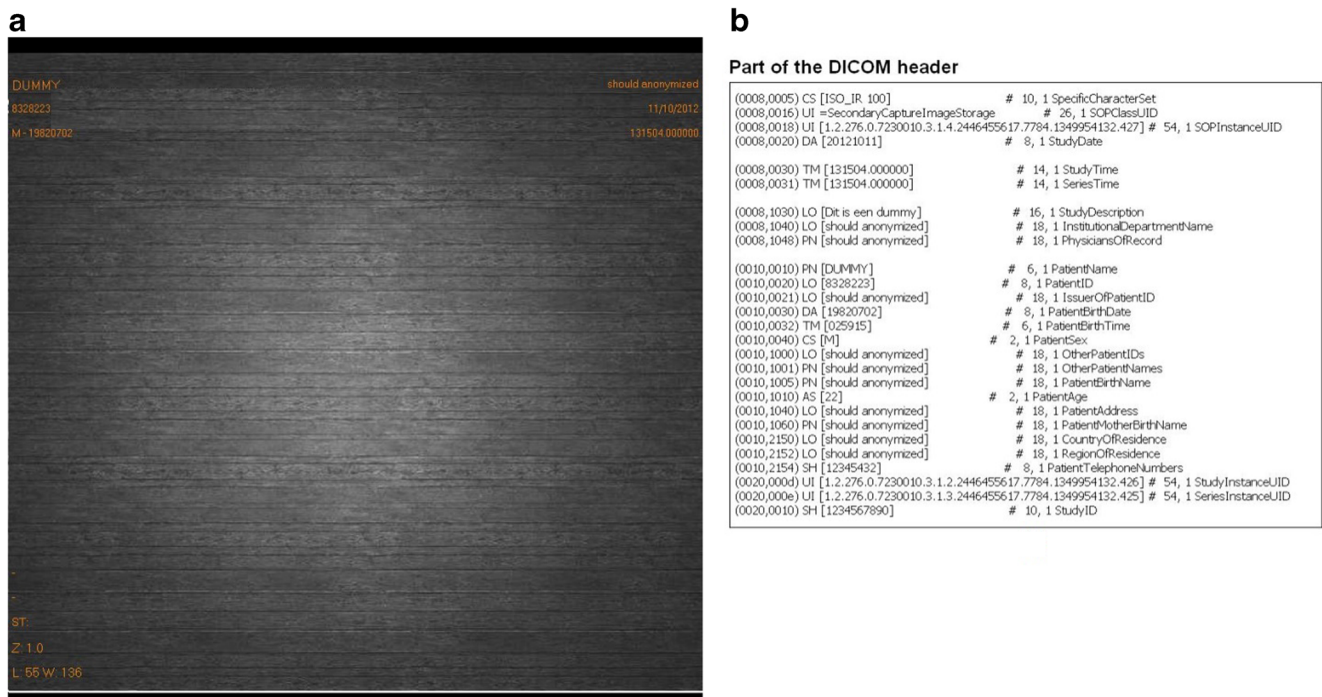 a
DUMMY
should anonymized
8328223
11/10/2012
M - 19820702
131504.000000
-
-
ST:
Z: 1.0
L: 55 W: 136
b
Part of the DICOM header
(0008,0005) CS [ISO_IR 100] # 10, 1 SpecificCharacterSet
(0008,0016) UI =SecondaryCaptureImageStorage # 26, 1 SOPClassUID
(0008,0018) UI [1.2.276.0.7230010.3.1.4.2446455617.7784.1349954132.427] # 54, 1 SOPInstanceUID
(0008,0020) DA [20121011] # 8, 1 StudyDate
(0008,0030) TM [131504.000000] # 14, 1 StudyTime
(0008,0031) TM [131504.000000] # 14, 1 SeriesTime
(0008,1030) LO [Dit is een dummy] # 16, 1 StudyDescription
(0008,1040) LO [should anonymized] # 18, 1 InstitutionalDepartmentName
(0008,1048) PN [should anonymized] # 18, 1 PhysiciansOfRecord
(0010,0010) PN [DUMMY] # 6, 1 PatientName
(0010,0020) LO [8328223] # 8, 1 PatientID
(0010,0021) LO [should anonymized] # 18, 1 IssuerOfPatientID
(0010,0030) DA [19820702] # 8, 1 PatientBirthDate
(0010,0032) TM [025915] # 6, 1 PatientBirthTime
(0010,0040) CS [M] # 2, 1 PatientSex
(0010,1000) LO [should anonymized] # 18, 1 OtherPatientIDs
(0010,1001) PN [should anonymized] # 18, 1 OtherPatientNames
(0010,1005) PN [should anonymized] # 18, 1 PatientBirthName
(0010,1010) AS [22] # 2, 1 PatientAge
(0010,1040) LO [should anonymized] # 18, 1 PatientAddress
(0010,1060) PN [should anonymized] # 18, 1 PatientMotherBirthName
(0010,2150) LO [should anonymized] # 18, 1 CountryOfResidence
(0010,2152) LO [should anonymized] # 18, 1 RegionOfResidence
(0010,2154) SH [12345432] # 8, 1 PatientTelephoneNumbers
(0020,000d) UI [1.2.276.0.7230010.3.1.2.2446455617.7784.1349954132.426] # 54, 1 StudyInstanceUID
(0020,000e) UI [1.2.276.0.7230010.3.1.3.2446455617.7784.1349954132.425] # 54, 1 SeriesInstanceUID
(0020,0010) SH [1234567890] # 10, 1 StudyID